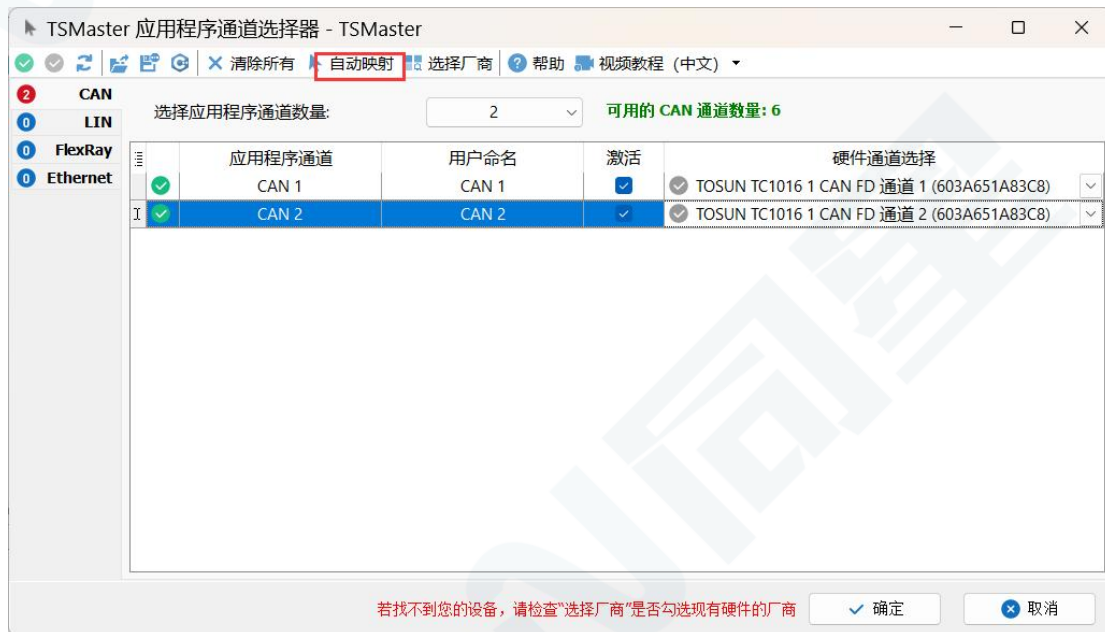 TSMaster 应用程序通道选择器 - TSMaster
清除所有 自动映射 选择厂商 帮助 视频教程 (中文)
2 CAN
0 LIN
0 FlexRay
0 Ethernet
选择应用程序通道数量: 2 可用的 CAN 通道数量: 6
应用程序通道 用户命名 激活 硬件通道选择
CAN 1 CAN 1 TOSUN TC1016 1 CAN FD 通道 1 (603A651A83C8)
CAN 2 CAN 2 TOSUN TC1016 1 CAN FD 通道 2 (603A651A83C8)
若找不到您的设备，请检查“选择厂商”是否勾选现有硬件的厂商 确定 取消